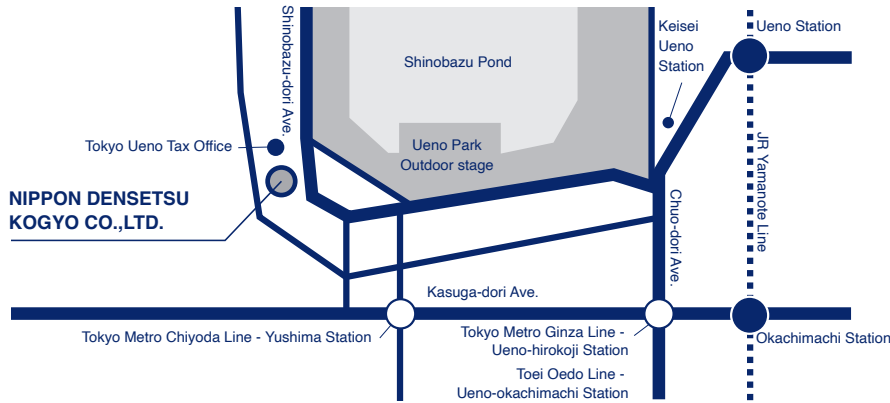 Shinobazu-dori Ave.
Shinobazu Pond
Keisei
Ueno
Station
Ueno Station
Tokyo Ueno Tax Office
Ueno Park
Outdoor stage
NIPPON DENSETSU
KOGYO CO.,LTD.
Chuo-dori Ave.
JR Yamanote Line
Kasuga-dori Ave.
Tokyo Metro Chiyoda Line - Yushima Station
Tokyo Metro Ginza Line -
Ueno-hirokoji Station
Okachimachi Station
Toei Oedo Line -
Ueno-okachimachi Station